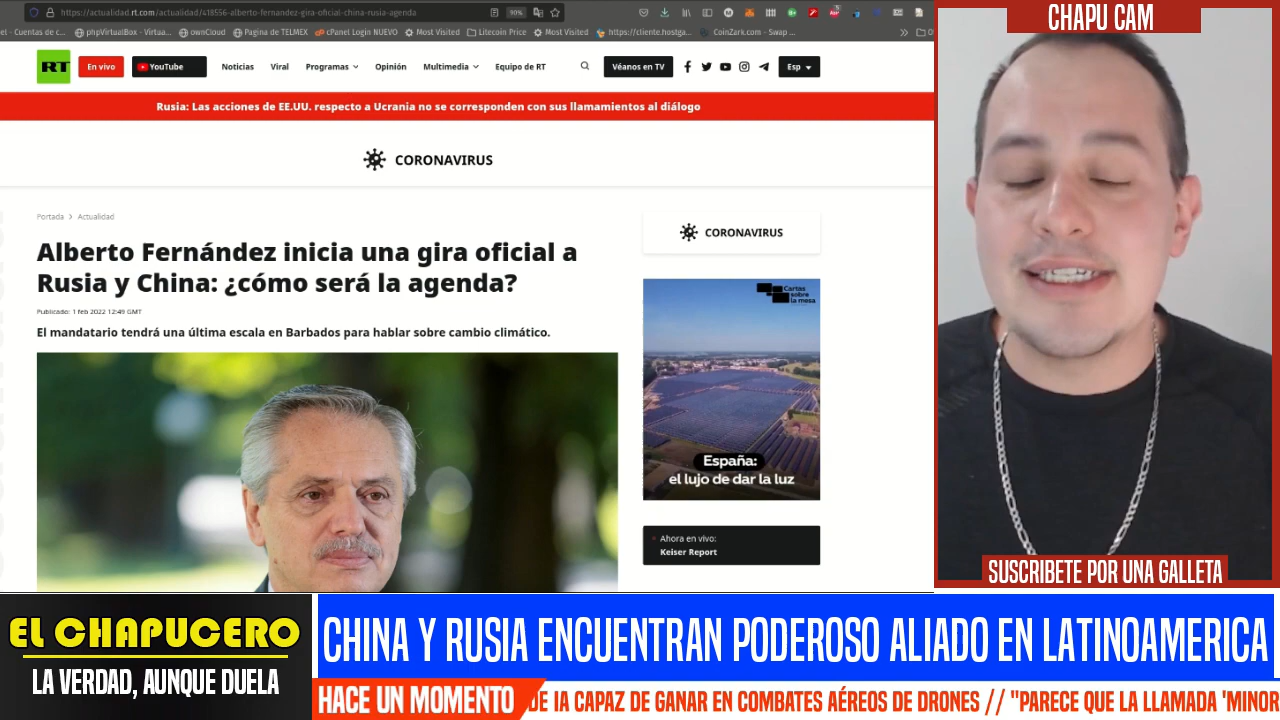 https://actualidad.rt.com/actualidad/418556-alberto-fernandez-gira-oficial-china-rusia-agenda
90%
el - Cuentas de c...
phpVirtualBox - Virtua...
ownCloud
Pagina de TELMEX
cPanel Login NUEVO
Most Visited
Litecoin Price
Most Visited
https://cliente.hostga...
CoinZark.com - Swap ...
RT
En vivo
YouTube
Noticias
Viral
Programas
Opinión
Multimedia
Equipo de RT
Véanos en TV
Esp
Rusia: Las acciones de EE.UU. respecto a Ucrania no se corresponden con sus llamamientos al diálogo
CORONAVIRUS
Portada > Actualidad
Alberto Fernández inicia una gira oficial a
Rusia y China: ¿cómo será la agenda?
Publicado: 1 feb 2022 12:49 GMT
El mandatario tendrá una última escala en Barbados para hablar sobre cambio climático.
CORONAVIRUS
Cartas
sobre
la mesa
España:
el lujo de dar la luz
Ahora en vivo:
Keiser Report
CHAPU CAM
SUSCRIBETE POR UNA GALLETA
EL CHAPUCERO
LA VERDAD, AUNQUE DUELA
CHINA Y RUSIA ENCUENTRAN PODEROSO ALIADO EN LATINOAMERICA
HACE UN MOMENTO
DE IA CAPAZ DE GANAR EN COMBATES AÉREOS DE DRONES // "PARECE QUE LA LLAMADA 'MINOR